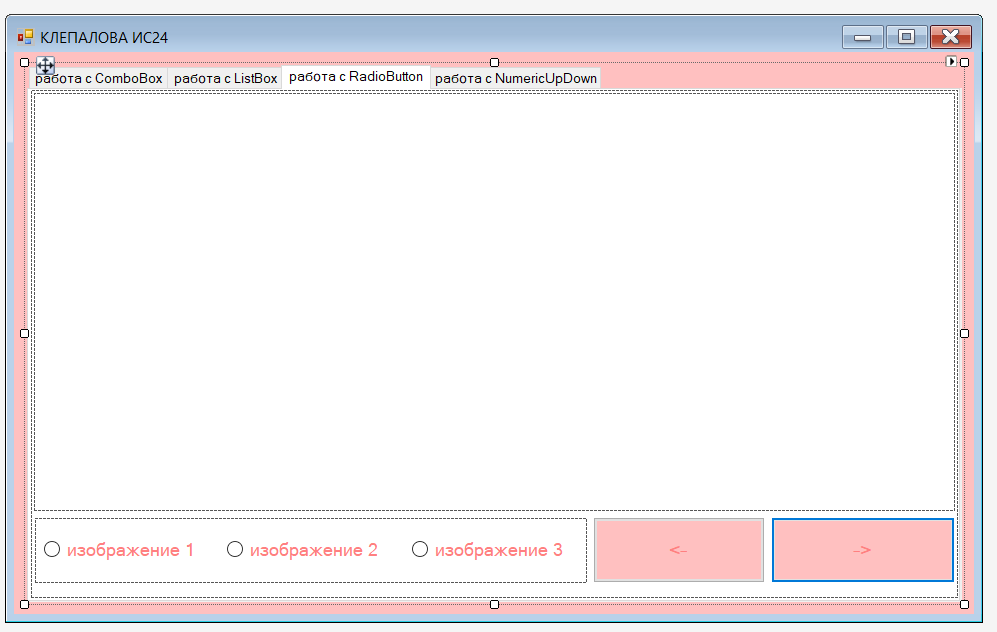 КЛЕПАЛОВА ИС24
работа с ComboBox работа с ListBox работа с RadioButton работа с NumericUpDown
изображение 1 изображение 2 изображение 3 <- ->